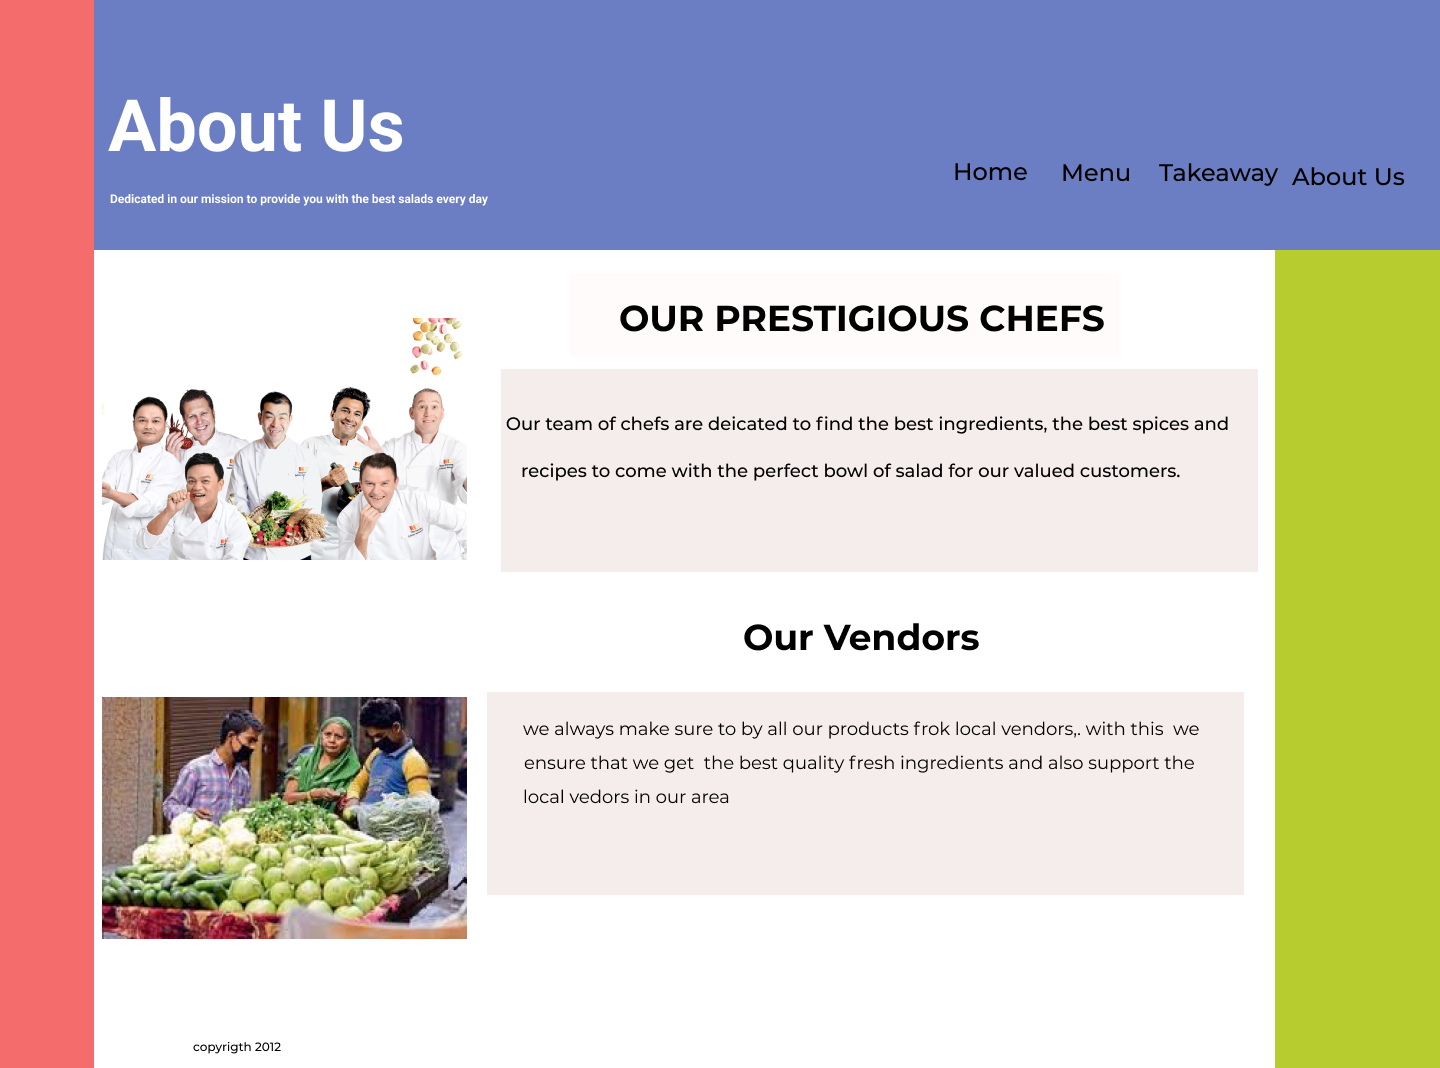 About Us
Dedicated in our mission to provide you with the best salads every day
Home Menu Takeaway About Us
OUR PRESTIGIOUS CHEFS
Our team of chefs are deicated to find the best ingredients, the best spices and
recipes to come with the perfect bowl of salad for our valued customers.
Our Vendors
we always make sure to by all our products frok local vendors,. with this  we
ensure that we get  the best quality fresh ingredients and also support the
local vedors in our area
copyrigth 2012